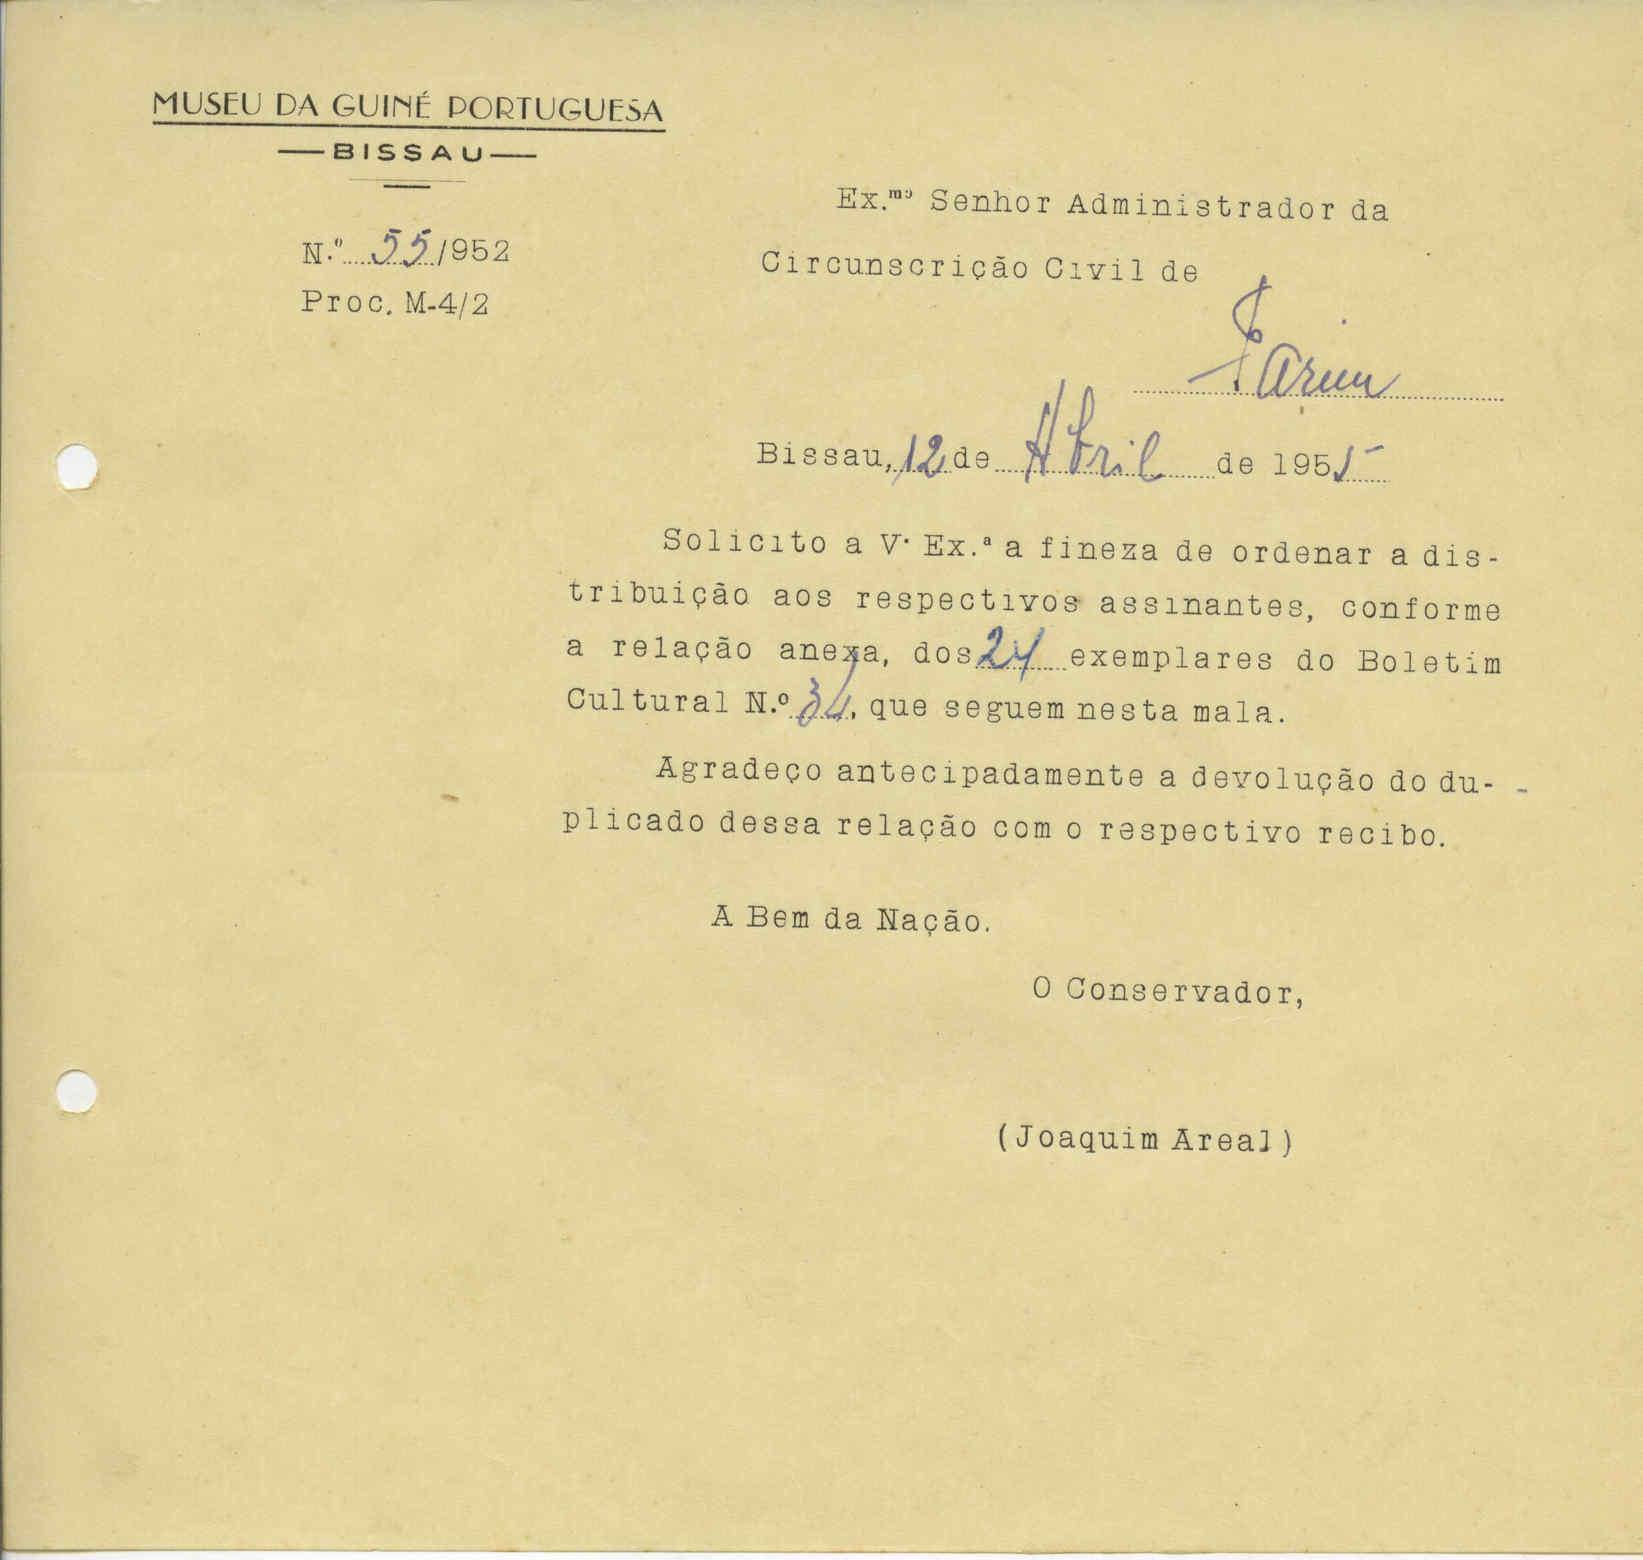 MUSEU DA GUINÉ PORTUGUESA
BISSAU
N.º 55/952
Proc. M-4/2
Ex.mo Senhor Administrador da
Circunscrição Civil de
Farim
Bissau, 12 de Abril de 1955
Solicito a V. Ex.ª a fineza de ordenar a dis-
tribuição aos respectivos assinantes, conforme
a relação anexa, dos 24 exemplares do Boletim
Cultural N.º 34, que seguem nesta mala.
Agradeço antecipadamente a devolução do du- -
plicado dessa relação com o respectivo recibo.
A Bem da Nação.
O Conservador,
(Joaquim Areal)